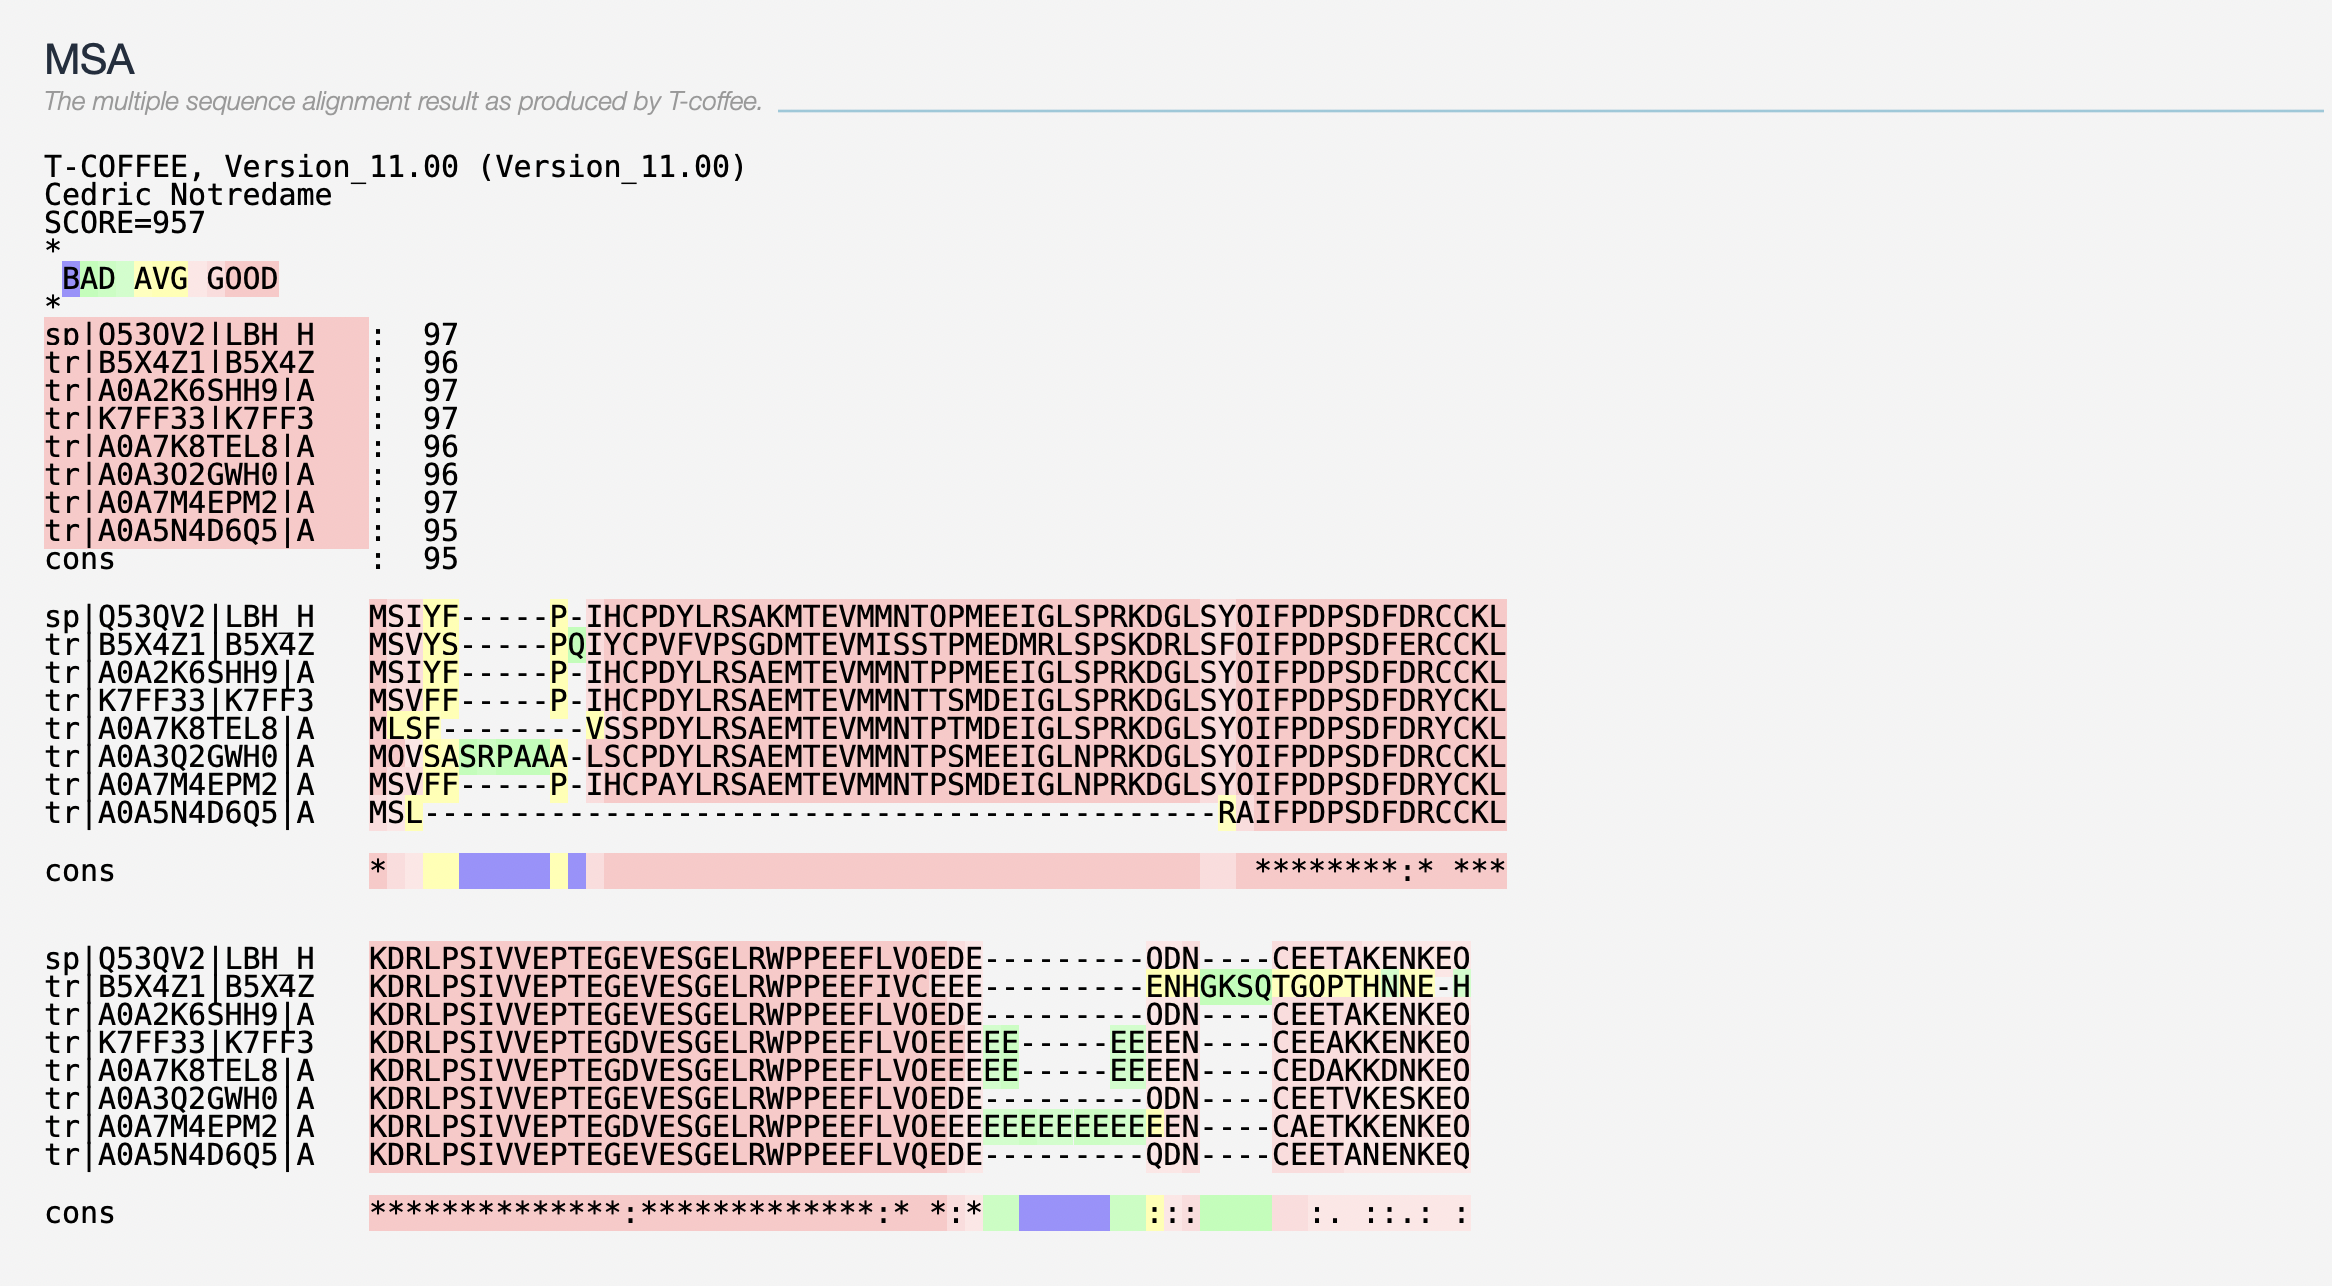 MSA
The multiple sequence alignment result as produced by T-coffee.
T-COFFEE, Version_11.00 (Version_11.00)
Cedric Notredame
SCORE=957
*
BAD AVG GOOD
*
sp|Q53QV2|LBH_H : 97
tr|B5X4Z1|B5X4Z : 96
tr|A0A2K6SHH9|A : 97
tr|K7FF33|K7FF3 : 97
tr|A0A7K8TEL8|A : 96
tr|A0A3Q2GWH0|A : 96
tr|A0A7M4EPM2|A : 97
tr|A0A5N4D6Q5|A : 95
cons : 95
sp|Q53QV2|LBH_H MSIYF-----P-IHCPDYLRSAKMTEVMMNTQPMEEIGLSPRKDGLSYQIFPDPSDFDRCCKL
tr|B5X4Z1|B5X4Z MSVYS-----PQIYCPVFVPSGDMTEVMISSTPMEDMRLSPSKDRLSFQIFPDPSDFERCCKL
tr|A0A2K6SHH9|A MSIYF-----P-IHCPDYLRSAEMTEVMMNTPPMEEIGLSPRKDGLSYQIFPDPSDFDRCCKL
tr|K7FF33|K7FF3 MSVFF-----P-IHCPDYLRSAEMTEVMMNTTSMDEIGLSPRKDGLSYQIFPDPSDFDRYCKL
tr|A0A7K8TEL8|A MLSF--------VSSPDYLRSAEMTEVMMNTPTMDEIGLSPRKDGLSYQIFPDPSDFDRYCKL
tr|A0A3Q2GWH0|A MQVSASRPAAA-LSCPDYLRSAEMTEVMMNTPSMEEIGLNPRKDGLSYQIFPDPSDFDRCCKL
tr|A0A7M4EPM2|A MSVFF-----P-IHCPAYLRSAEMTEVMMNTPSMDEIGLNPRKDGLSYQIFPDPSDFDRYCKL
tr|A0A5N4D6Q5|A MSL--------------------------------------------RAIFPDPSDFDRCCKL
cons * ********:* ***
sp|Q53QV2|LBH_H KDRLPSIVVEPTEGEVESGELRWPPEEFLVQEDE---------QDN----CEETAKENKEQ
tr|B5X4Z1|B5X4Z KDRLPSIVVEPTEGEVESGELRWPPEEFIVCEEE---------ENHGKSQTGQPTHNNE-H
tr|A0A2K6SHH9|A KDRLPSIVVEPTEGEVESGELRWPPEEFLVQEDE---------QDN----CEETAKENKEQ
tr|K7FF33|K7FF3 KDRLPSIVVEPTEGDVESGELRWPPEEFLVQEEEEE-----EEEEN----CEEAKKENKEQ
tr|A0A7K8TEL8|A KDRLPSIVVEPTEGDVESGELRWPPEEFLVQEEEEE-----EEEEN----CEDAKKDNKEQ
tr|A0A3Q2GWH0|A KDRLPSIVVEPTEGEVESGELRWPPEEFLVQEDE---------QDN----CEETVKESKEQ
tr|A0A7M4EPM2|A KDRLPSIVVEPTEGDVESGELRWPPEEFLVQEEEEEEEEEEEEEEN----CAETKKENKEQ
tr|A0A5N4D6Q5|A KDRLPSIVVEPTEGEVESGELRWPPEEFLVQEDE---------QDN----CEETANENKEQ
cons **************:*************:* *:* ::: :. ::.: :